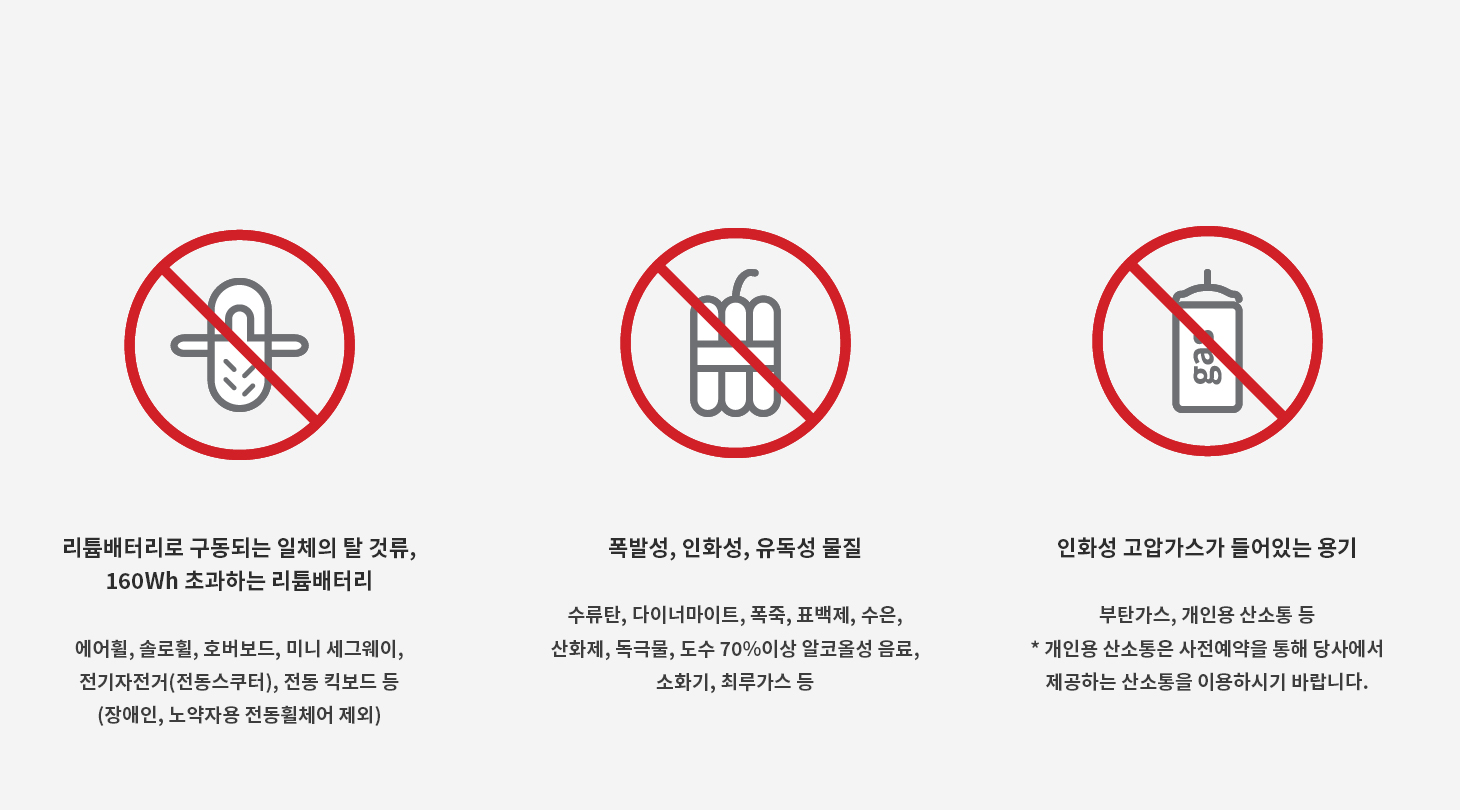 리튬배터리로 구동되는 일체의 탈 것류,
160Wh 초과하는 리튬배터리
에어휠, 솔로휠, 호버보드, 미니 세그웨이,
전기자전거(전동스쿠터), 전동 킥보드 등
(장애인, 노약자용 전동휠체어 제외)
폭발성, 인화성, 유독성 물질
수류탄, 다이너마이트, 폭죽, 표백제, 수은,
산화제, 독극물, 도수 70%이상 알코올성 음료,
소화기, 최루가스 등
인화성 고압가스가 들어있는 용기
부탄가스, 개인용 산소통 등
* 개인용 산소통은 사전예약을 통해 당사에서
제공하는 산소통을 이용하시기 바랍니다.